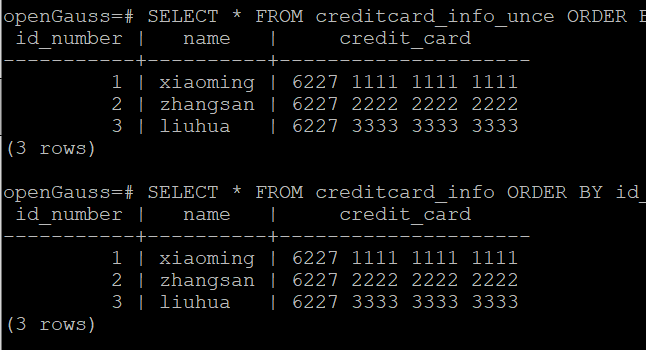 openGauss=# SELECT * FROM creditcard_info_unce ORDER
id_number | name | credit_card
-----------+----------+---------------------
1 | xiaoming | 6227 1111 1111 1111
2 | zhangsan | 6227 2222 2222 2222
3 | liuhua | 6227 3333 3333 3333
(3 rows)
openGauss=# SELECT * FROM creditcard_info ORDER BY id_
id_number | name | credit_card
-----------+----------+---------------------
1 | xiaoming | 6227 1111 1111 1111
2 | zhangsan | 6227 2222 2222 2222
3 | liuhua | 6227 3333 3333 3333
(3 rows)